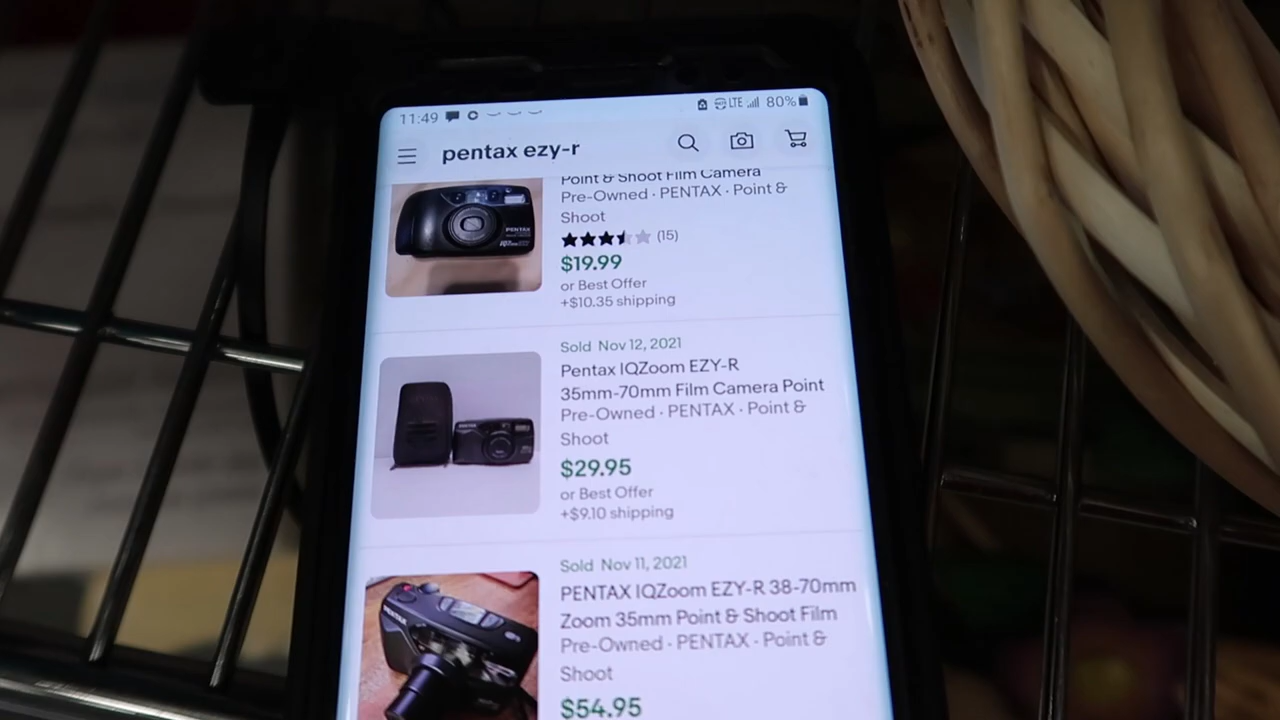 11:49 LTE 80%
pentax ezy-r
Point & Shoot Film Camera
Pre-Owned · PENTAX · Point &
Shoot
(15)
$19.99
or Best Offer
+$10.35 shipping
PENTAX
Sold Nov 12, 2021
Pentax IQZoom EZY-R
35mm-70mm Film Camera Point
Pre-Owned · PENTAX · Point &
Shoot
$29.95
or Best Offer
+$9.10 shipping
Sold Nov 11, 2021
PENTAX IQZoom EZY-R 38-70mm
Zoom 35mm Point & Shoot Film
Pre-Owned · PENTAX · Point &
Shoot
$54.95
PENTAX